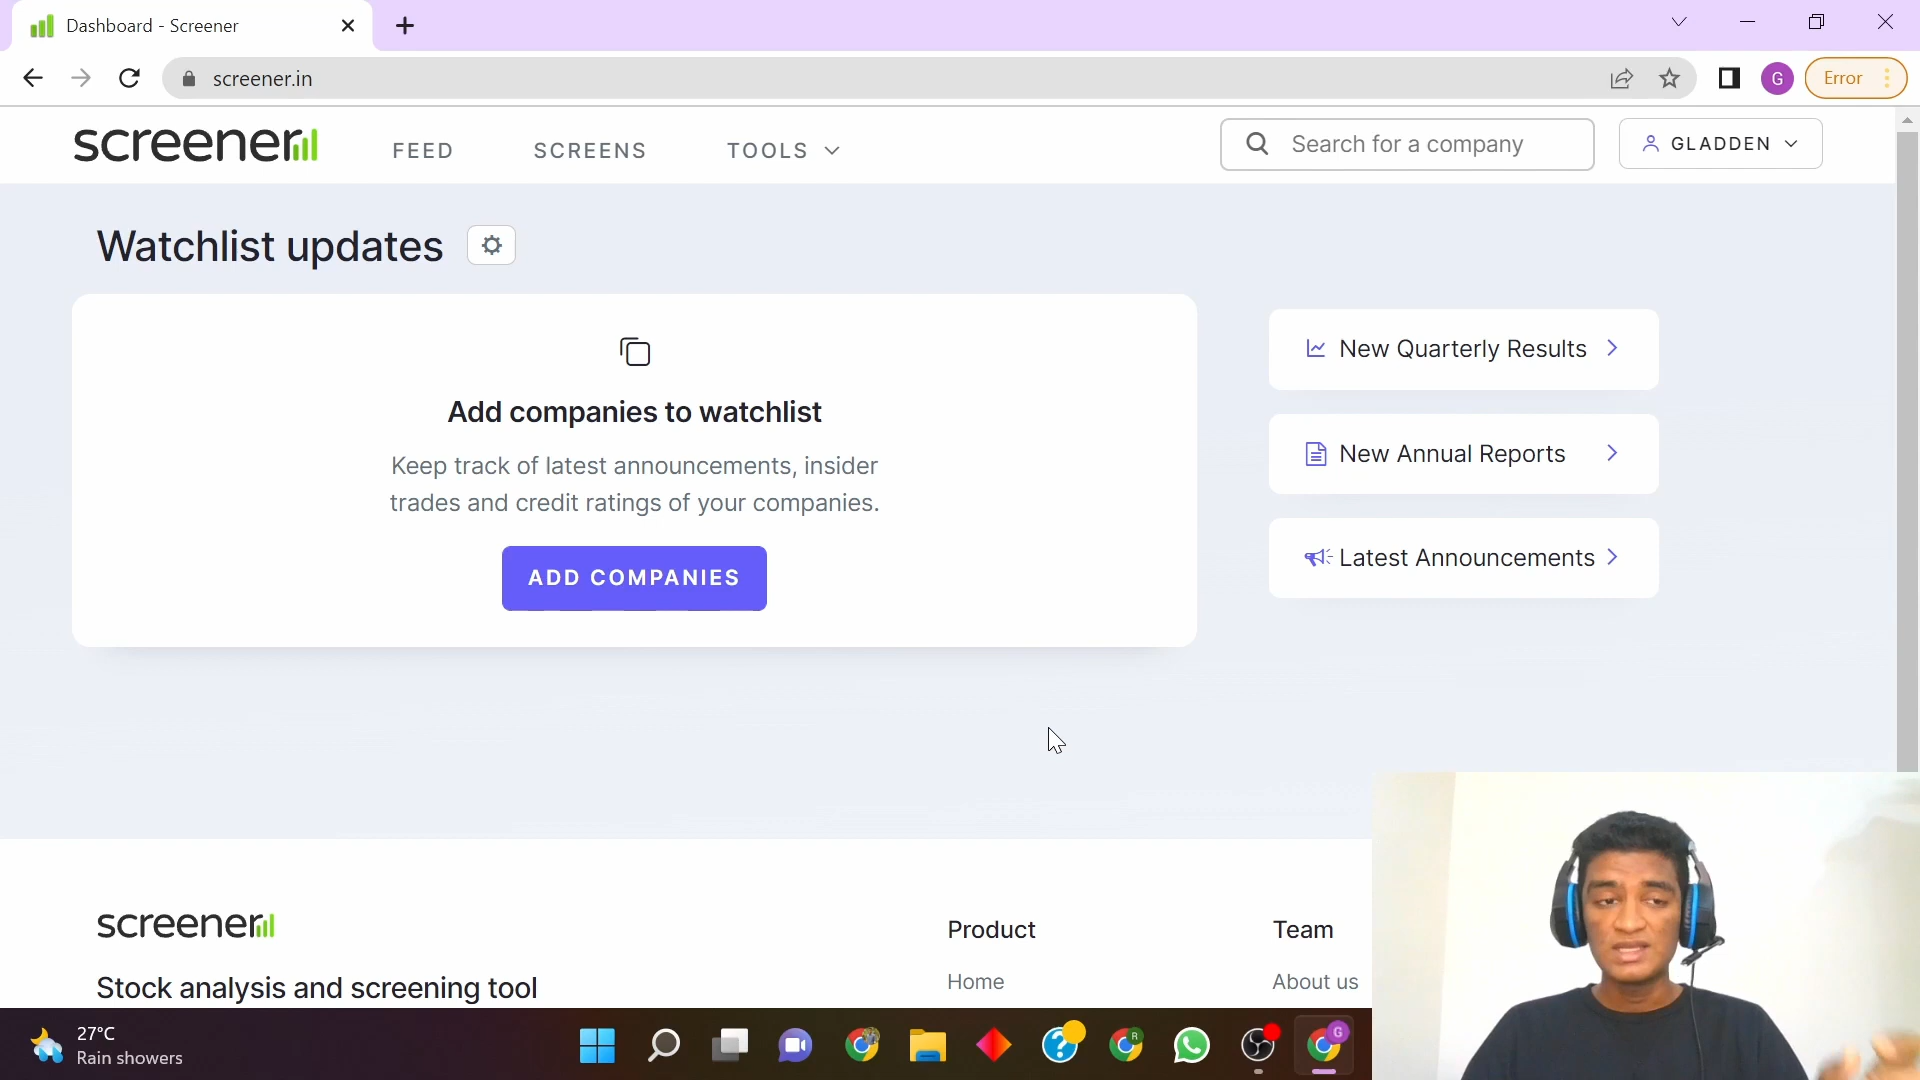 Dashboard - Screener
screener.in
G
Error
screener
FEED
SCREENS
TOOLS
Search for a company
GLADDEN
Watchlist updates
Add companies to watchlist
Keep track of latest announcements, insider
trades and credit ratings of your companies.
ADD COMPANIES
New Quarterly Results
New Annual Reports
Latest Announcements
screener
Stock analysis and screening tool
Product
Home
Team
About us
27°C
Rain showers
?
R
G